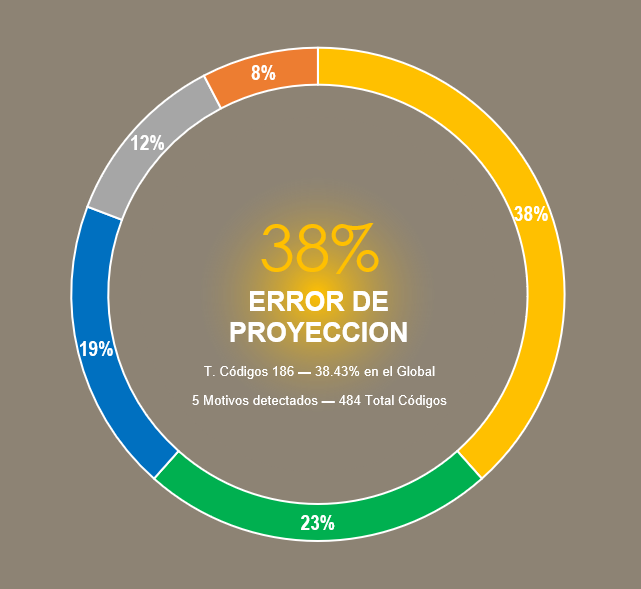 8%
12%
38%
38%
ERROR DE
PROYECCION
19%
T. Códigos 186 — 38.43% en el Global
5 Motivos detectados — 484 Total Códigos
23%